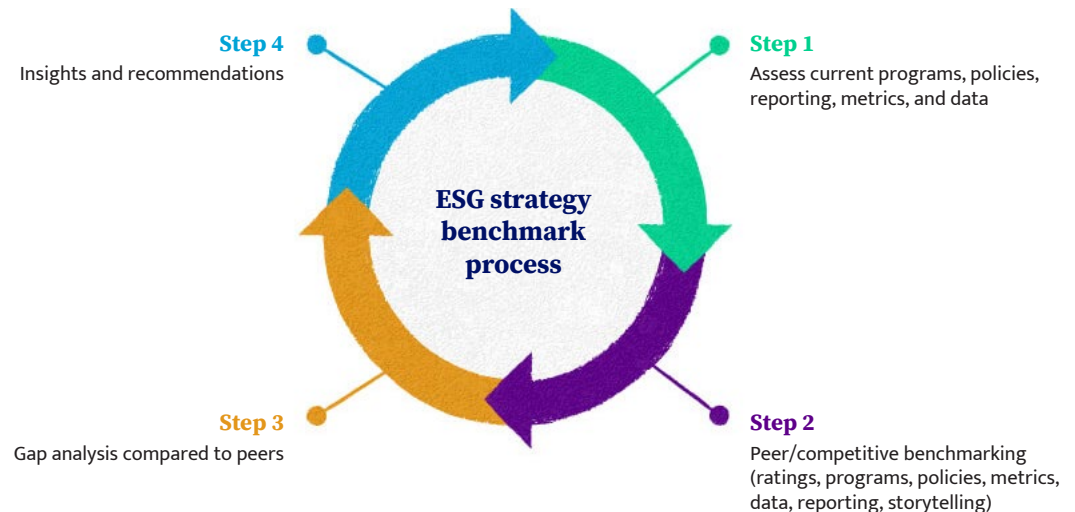 Step 4
Insights and recommendations
Step 1
Assess current programs, policies,
reporting, metrics, and data
ESG strategy
benchmark
process
Step 3
Gap analysis compared to peers
Step 2
Peer/competitive benchmarking
(ratings, programs, policies, metrics,
data, reporting, storytelling)